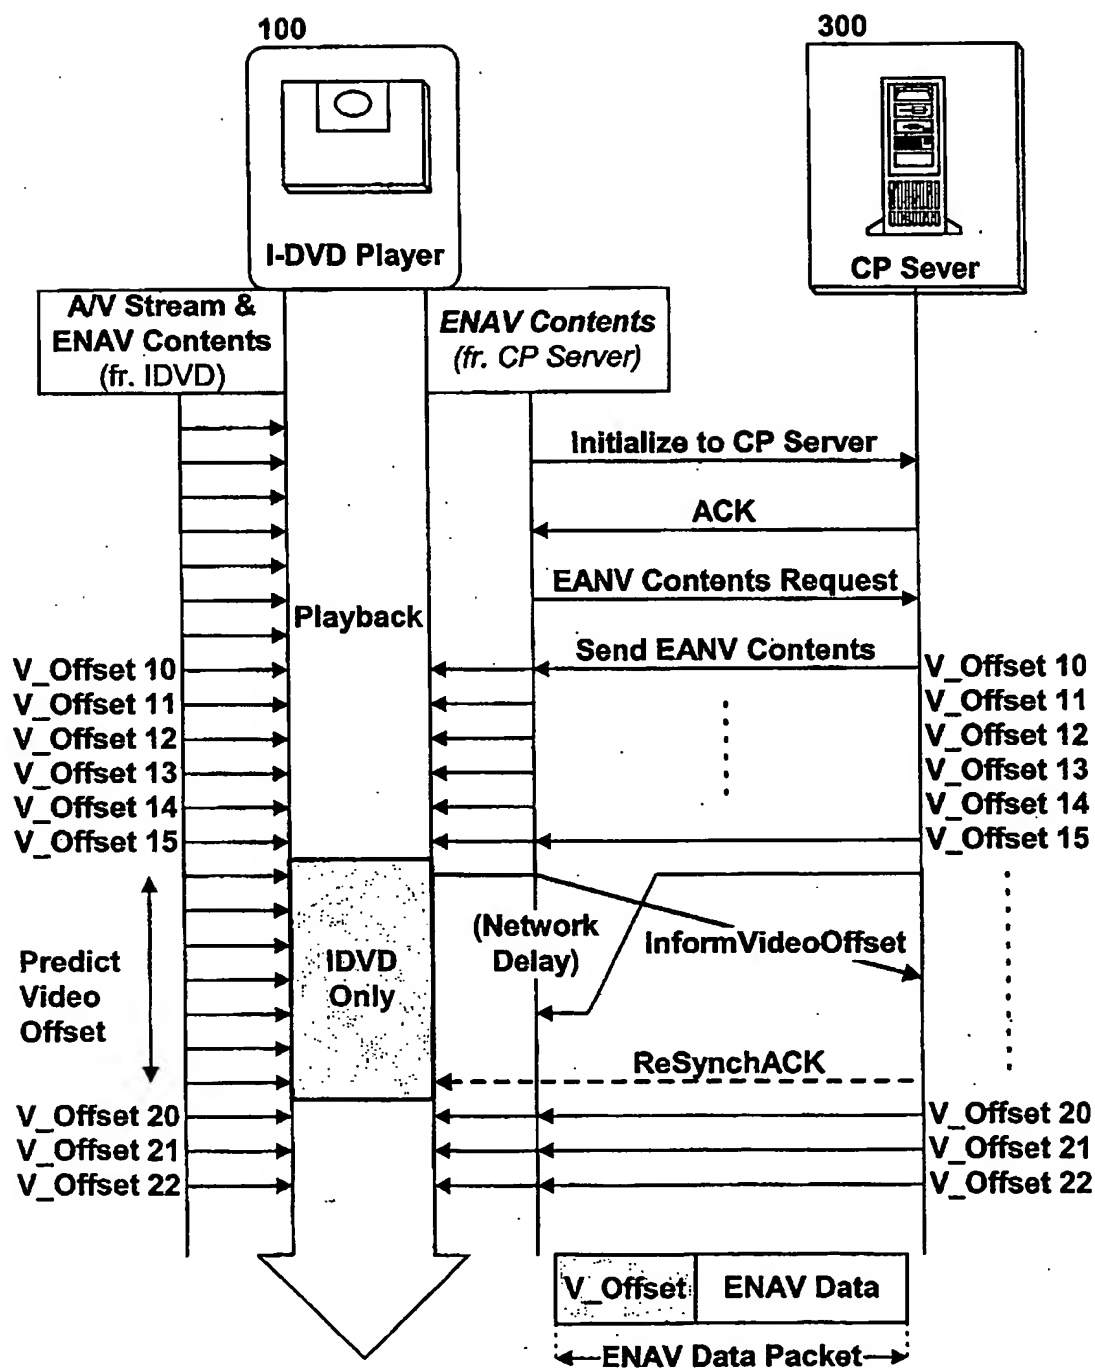 100
300
I-DVD Player
CP Sever
A/V Stream &
ENAV Contents
(fr. IDVD)
ENAV Contents
(fr. CP Server)
Initialize to CP Server
ACK
EANV Contents Request
Playback
Send EANV Contents
V_Offset 10
V_Offset 10
V_Offset 11
V_Offset 11
V_Offset 12
V_Offset 12
V_Offset 13
V_Offset 13
V_Offset 14
V_Offset 14
V_Offset 15
V_Offset 15
Predict
Video
Offset
IDVD
Only
(Network
Delay)
InformVideoOffset
ReSynchACK
V_Offset 20
V_Offset 20
V_Offset 21
V_Offset 21
V_Offset 22
V_Offset 22
V_Offset
ENAV Data
ENAV Data Packet